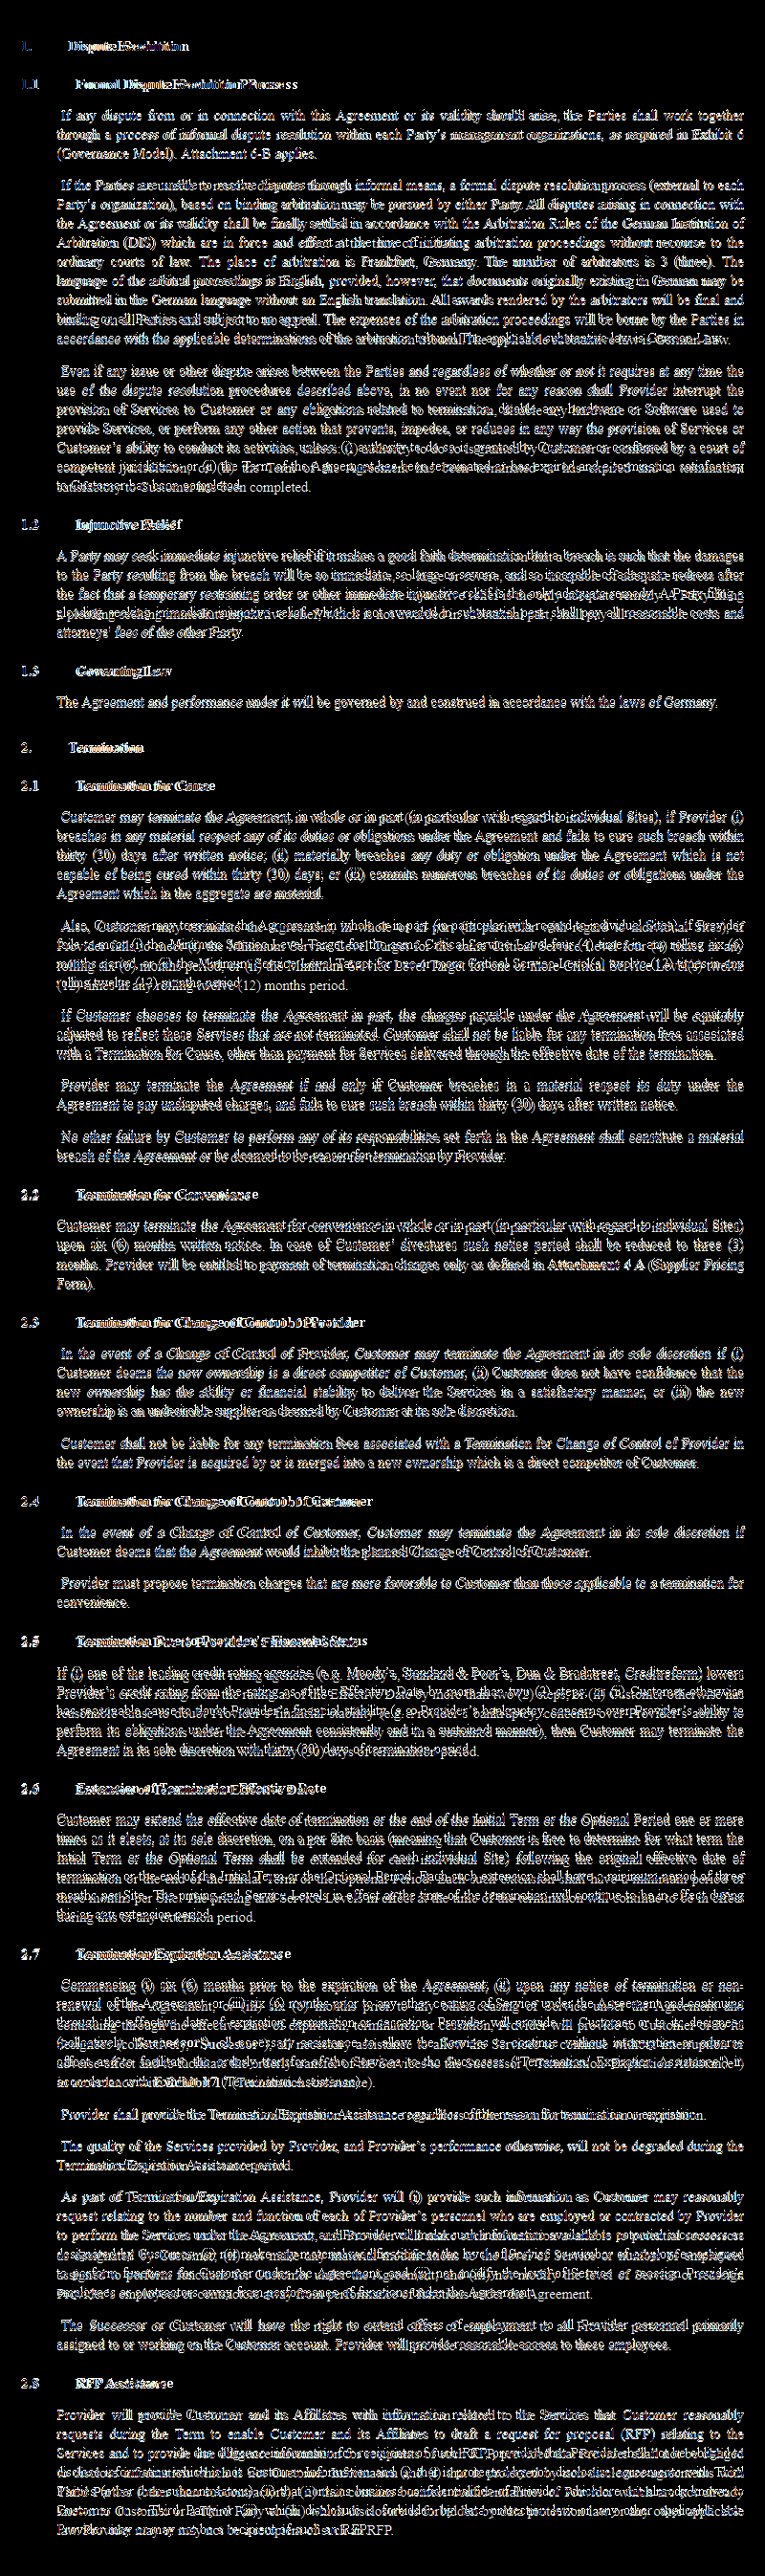 1. Dispute Resolution
1.1 Formal Dispute Resolution Process
If any dispute from or in connection with this Agreement or its validity should arise, the Parties shall work together
through a process of informal dispute resolution within each Party's management organizations, as required in Exhibit 6
(Governance Model). Attachment 6-B applies.
If the Parties are unable to resolve disputes through informal means, a formal dispute resolution process (external to each
Party's organization), based on binding arbitration may be pursued by either Party. All disputes arising in connection with
the Agreement or its validity shall be finally settled in accordance with the Arbitration Rules of the German Institution of
Arbitration (DIS) which are in force and effect at the time of initiating arbitration proceedings without recourse to the
ordinary courts of law. The place of arbitration is Frankfurt, Germany. The number of arbitrators is 3 (three). The
language of the arbitral proceedings is English, provided, however, that documents originally existing in German may be
submitted in the German language without an English translation. All awards rendered by the arbitrators will be final and
binding on all Parties and subject to no appeal. The expenses of the arbitration proceedings will be borne by the Parties in
accordance with the applicable determinations of the arbitration tribunal. The applicable substantive law is German Law.
Even if any issue or other dispute arises between the Parties and regardless of whether or not it requires at any time the
use of the dispute resolution procedures described above, in no event nor for any reason shall Provider interrupt the
provision of Services to Customer or any obligations related to termination, disable any hardware or Software used to
provide Services, or perform any other action that prevents, impedes, or reduces in any way the provision of Services or
Customer's ability to conduct its activities, unless: (i) authority to do so is granted by Customer or conferred by a court of
competent jurisdiction; or (ii) the Term of the Agreement has been terminated or has expired and a termination
satisfactory to Customer has been completed.
1.2 Injunctive Relief
A Party may seek immediate injunctive relief if it makes a good faith determination that a breach is such that the damages
to the Party resulting from the breach will be so immediate, so large or severe, and so incapable of adequate redress after
the fact that a temporary restraining order or other immediate injunctive relief is the only adequate remedy. A Party filing
a pleading seeking immediate injunctive relief, which is not awarded in substantial part, shall pay all reasonable costs and
attorneys' fees of the other Party.
1.3 Governing Law
The Agreement and performance under it will be governed by and construed in accordance with the laws of Germany.
2. Termination
2.1 Termination for Cause
Customer may terminate the Agreement, in whole or in part (in particular with regard to individual Sites), if Provider (i)
breaches in any material respect any of its duties or obligations under the Agreement and fails to cure such breach within
thirty (30) days after written notice; (ii) materially breaches any duty or obligation under the Agreement which is not
capable of being cured within thirty (30) days; or (iii) commits numerous breaches of its duties or obligations under the
Agreement which in the aggregate are material.
Also, Customer may terminate the Agreement in whole or in part (in particular with regard to individual Sites), if Provider
fails to meet (i) the Minimum Service Level Target for the same Critical Service Level four (4) times in any rolling six (6)
months period, or (ii) the Minimum Service Level Target for one or more Critical Service Level(s) twelve (12) times in any
rolling twelve (12) months period.
If Customer chooses to terminate the Agreement in part, the charges payable under the Agreement will be equitably
adjusted to reflect those Services that are not terminated. Customer shall not be liable for any termination fees associated
with a Termination for Cause, other than payment for Services delivered through the effective date of the termination.
Provider may terminate the Agreement if and only if Customer breaches in a material respect its duty under the
Agreement to pay undisputed charges, and fails to cure such breach within thirty (30) days after written notice.
No other failure by Customer to perform any of its responsibilities set forth in the Agreement shall constitute a material
breach of the Agreement or be deemed to be reason for termination by Provider.
2.2 Termination for Convenience
Customer may terminate the Agreement for convenience in whole or in part (in particular with regard to individual Sites)
upon six (6) months written notice. In case of Customer' divestures such notice period shall be reduced to three (3)
months. Provider will be entitled to payment of termination charges only as defined in Attachment 4 A (Supplier Pricing
Form).
2.3 Termination for Change of Control of Provider
In the event of a Change of Control of Provider, Customer may terminate the Agreement in its sole discretion if (i)
Customer deems the new ownership is a direct competitor of Customer, (ii) Customer does not have confidence that the
new ownership has the ability or financial stability to deliver the Services in a satisfactory manner, or (iii) the new
ownership is an undesirable supplier as deemed by Customer at its sole discretion.
Customer shall not be liable for any termination fees associated with a Termination for Change of Control of Provider in
the event that Provider is acquired by or is merged into a new ownership which is a direct competitor of Customer.
2.4 Termination for Change of Control of Customer
In the event of a Change of Control of Customer, Customer may terminate the Agreement in its sole discretion if
Customer deems that the Agreement would inhibit the planned Change of Control of Customer.
Provider must propose termination charges that are more favorable to Customer than those applicable to a termination for
convenience.
2.5 Termination Due to Provider's Financial Status
If (i) one of the leading credit rating agencies (e.g. Moody's, Standard & Poor's, Dun & Bradstreet, Creditreform) lowers
Provider's credit rating from the rating as of the Effective Date by more than two (2) steps, or (ii) Customer otherwise has
reasonable cause to doubt Provider's financial stability (e.g. Provider's bankruptcy, concerns over Provider's ability to
perform its obligations under the Agreement consistently and in a sustained manner), then Customer may terminate the
Agreement in its sole discretion with thirty (30) days of termination period.
2.6 Extension of Termination Effective Date
Customer may extend the effective date of termination or the end of the Initial Term or the Optional Period one or more
times as it elects, at its sole discretion, on a per Site basis (meaning that Customer is free to determine for what term the
Initial Term or the Optional Term shall be extended for each individual Site) following the original effective date of
termination or the end of the Initial Term or the Optional Period. Each such extension shall have a minimum period of
three months per Site. The pricing and Service Levels in effect at the time of the termination will continue to be in effect
during this or any extension period.
2.7 Termination/Expiration Assistance
Commencing (i) six (6) months prior to the expiration of the Agreement, (ii) upon any notice of termination or non-
renewal of the Agreement, or (iii) six (6) months prior to any other ceasing of Service under the Agreement and
continuing through the effective date of expiration, termination or cessation, Provider will provide to Customer or its
designee (collectively "Successor") all necessary assistance to allow the Services to continue without interruption or
adverse effect and to facilitate the orderly transfer of the Services to the Successor ("Termination/Expiration Assistance")
in accordance with Exhibit 17 (Termination Assistance).
Provider shall provide the Termination/Expiration Assistance regardless of the reason for termination or expiration.
The quality of the Services provided by Provider, and Provider's performance otherwise, will not be degraded during the
Termination/Expiration Assistance period.
As part of Termination/Expiration Assistance, Provider will (i) provide such information as Customer may reasonably
request relating to the number and function of each of Provider's personnel who are employed or contracted by Provider
to perform the Services under the Agreement, and Provider will make such information available to potential successors as
designated by Customer, (ii) not make any material modification to the level of Service or number of employees
assigned to perform functions for Customer under the Agreement, and (iii) not modify the level of Service or reassign
Provider's employees or contractors away from performance of functions under the Agreement.
The Successor or Customer will have the right to extend offers of employment to all Provider personnel primarily
assigned to or working on the Customer account. Provider will provide reasonable access to these employees.
2.8 RFP Assistance
Provider will provide Customer and its Affiliates with information related to the Services that Customer reasonably
requests during the Term to enable Customer and its Affiliates to draft a request for proposal (RFP) relating to the
Services and to provide due diligence information for recipients of such RFP, provided that Provider shall not be obliged